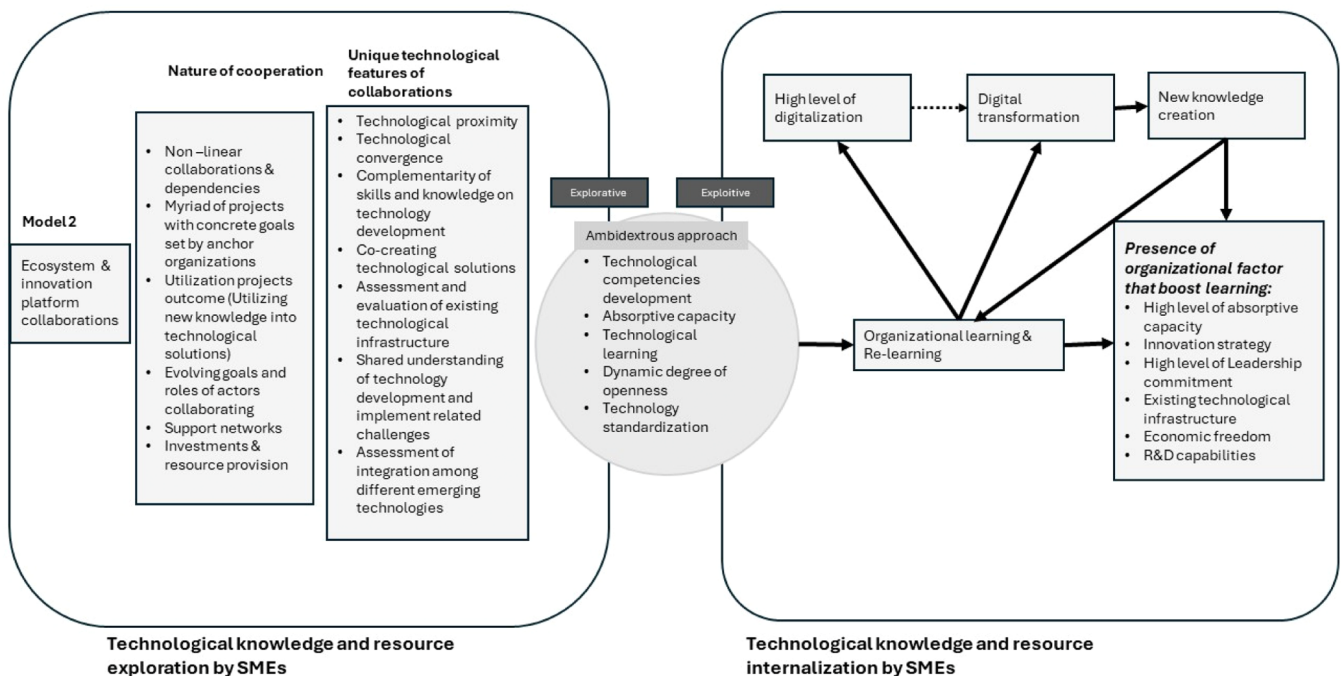 Model 2
Ecosystem &
innovation
platform
collaborations
Nature of cooperation
• Non –linear
collaborations &
dependencies
• Myriad of projects
with concrete goals
set by anchor
organizations
• Utilization projects
outcome (Utilizing
new knowledge into
technological
solutions)
• Evolving goals and
roles of actors
collaborating
• Support networks
• Investments &
resource provision
Unique technological
features of
collaborations
• Technological proximity
• Technological
convergence
• Complementarity of
skills and knowledge on
technology
development
• Co-creating
technological solutions
• Assessment and
evaluation of existing
technological
infrastructure
• Shared understanding
of technology
development and
implement related
challenges
• Assessment of
integration among
different emerging
technologies
Explorative
Exploitive
Ambidextrous approach
• Technological
competencies
development
• Absorptive capacity
• Technological
learning
• Dynamic degree of
openness
• Technology
standardization
High level of
digitalization
Digital
transformation
New knowledge
creation
Organizational learning &
Re-learning
Presence of
organizational factor
that boost learning:
• High level of absorptive
capacity
• Innovation strategy
• High level of Leadership
commitment
• Existing technological
infrastructure
• Economic freedom
• R&D capabilities
Technological knowledge and resource
exploration by SMEs
Technological knowledge and resource
internalization by SMEs